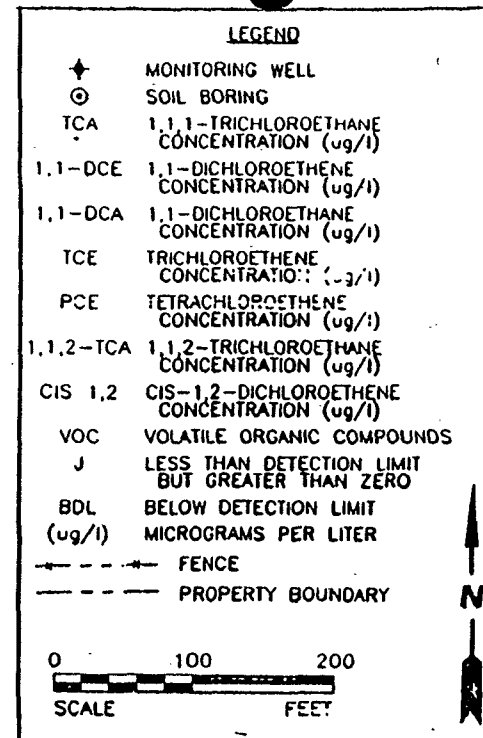 LEGEND
MONITORING WELL
SOIL BORING
TCA 1,1,1-TRICHLOROETHANE
CONCENTRATION (ug/l)
1,1-DCE 1,1-DICHLOROETHENE
CONCENTRATION (ug/l)
1,1-DCA 1,1-DICHLOROETHANE
CONCENTRATION (ug/l)
TCE TRICHLOROETHENE
CONCENTRATION (ug/l)
PCE TETRACHLOROETHENE
CONCENTRATION (ug/l)
1,1,2-TCA 1,1,2-TRICHLOROETHANE
CONCENTRATION (ug/l)
CIS 1,2 CIS-1,2-DICHLOROETHENE
CONCENTRATION (ug/l)
VOC VOLATILE ORGANIC COMPOUNDS
J LESS THAN DETECTION LIMIT
BUT GREATER THAN ZERO
BDL BELOW DETECTION LIMIT
(ug/l) MICROGRAMS PER LITER
FENCE
PROPERTY BOUNDARY
N
0 100 200
SCALE FEET